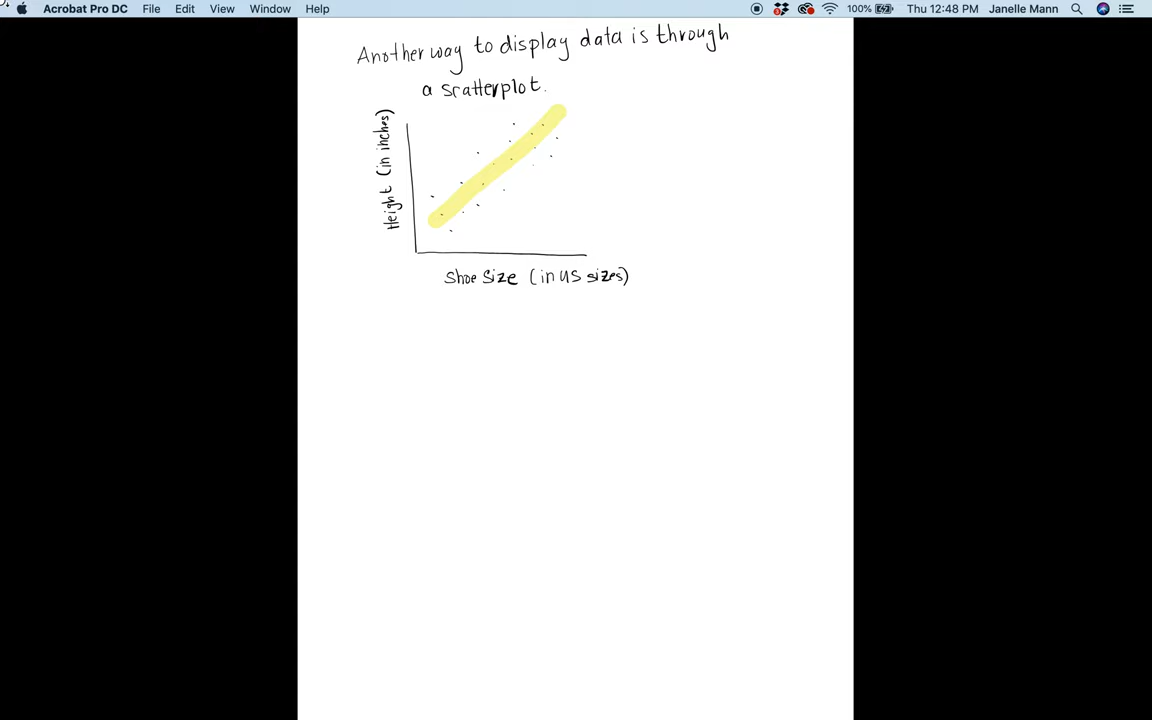 Acrobat Pro DC File Edit View Window Help 100% Thu 12:48 PM Janelle Mann
Another way to display data is through
a scatterplot.
Height (in inches)
Shoe Size (in US sizes)